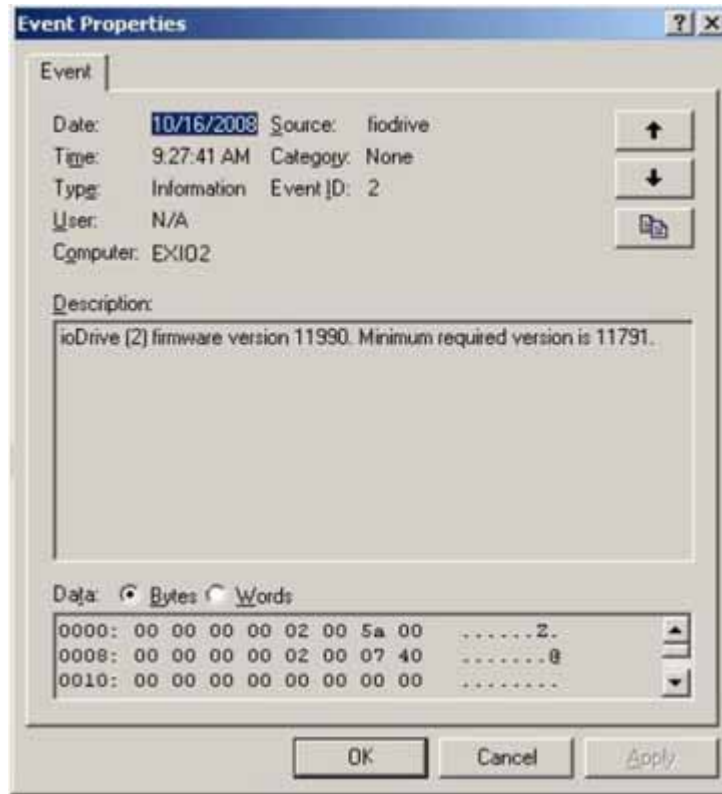 Event Properties
Event
Date: 10/16/2008 Source: fiodrive
Time: 9:27:41 AM Category: None
Type: Information Event ID: 2
User: N/A
Computer: EXIO2
Description:
ioDrive (2) firmware version 11990. Minimum required version is 11791.
Data: Bytes Words
0000: 00 00 00 00 02 00 5a 00 ......Z.
0008: 00 00 00 00 02 00 07 40 .......@
0010: 00 00 00 00 00 00 00 00 ........
OK Cancel Apply